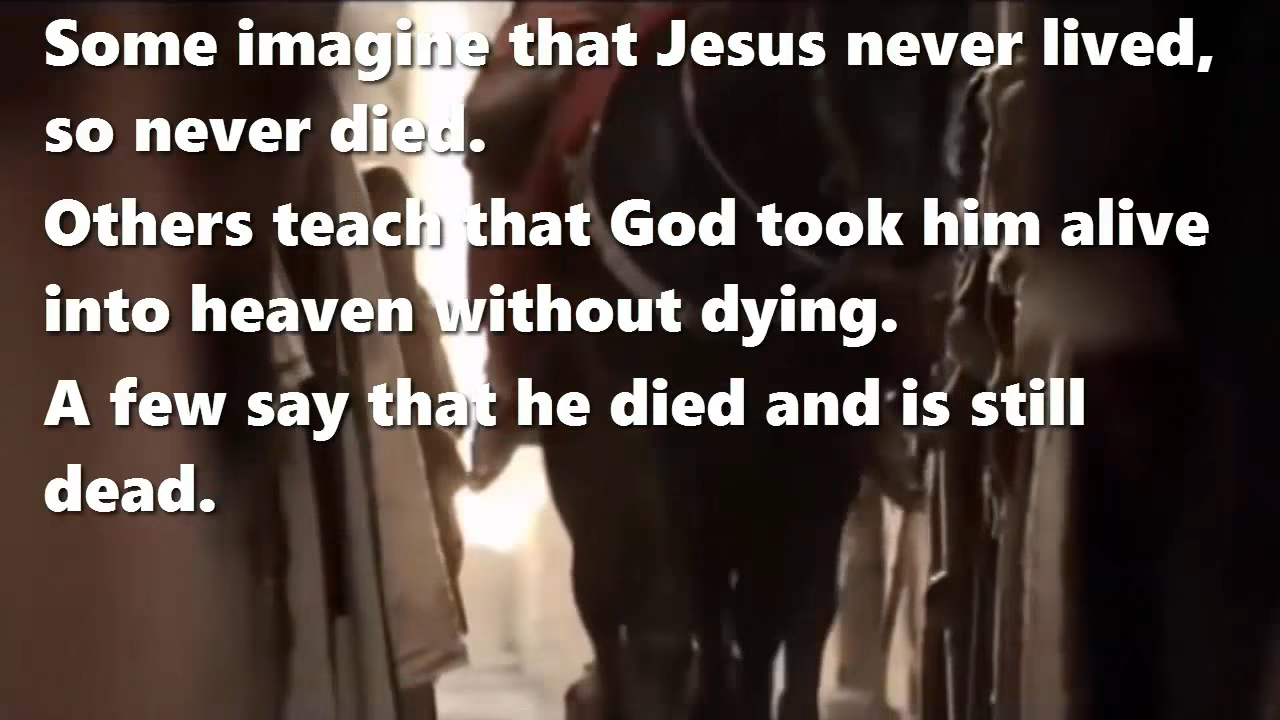 Some imagine that Jesus never lived,
so never died.
Others teach that God took him alive
into heaven without dying.
A few say that he died and is still
dead.